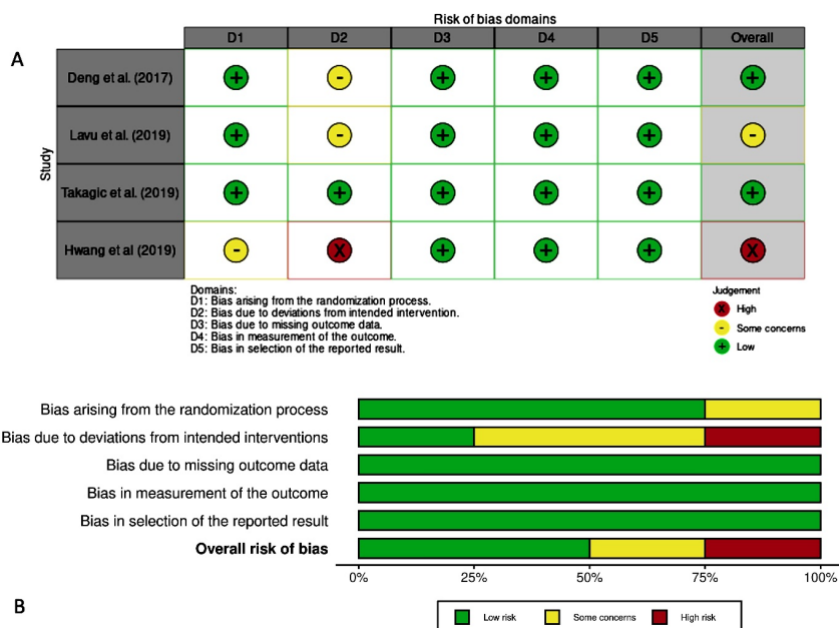 A
Risk of bias domains
D1 D2 D3 D4 D5 Overall
Study
Deng et al. (2017) + - + + + +
Lavu et al. (2019) + - + + + -
Takagic et al. (2019) + + + + + +
Hwang et al (2019) - X + + + X
Domains:
D1: Bias arising from the randomization process.
D2: Bias due to deviations from intended intervention.
D3: Bias due to missing outcome data.
D4: Bias in measurement of the outcome.
D5: Bias in selection of the reported result.
Judgement
X High
- Some concerns
+ Low
Bias arising from the randomization process
Bias due to deviations from intended interventions
Bias due to missing outcome data
Bias in measurement of the outcome
Bias in selection of the reported result
Overall risk of bias
0% 25% 50% 75% 100%
B
Low risk Some concerns High risk